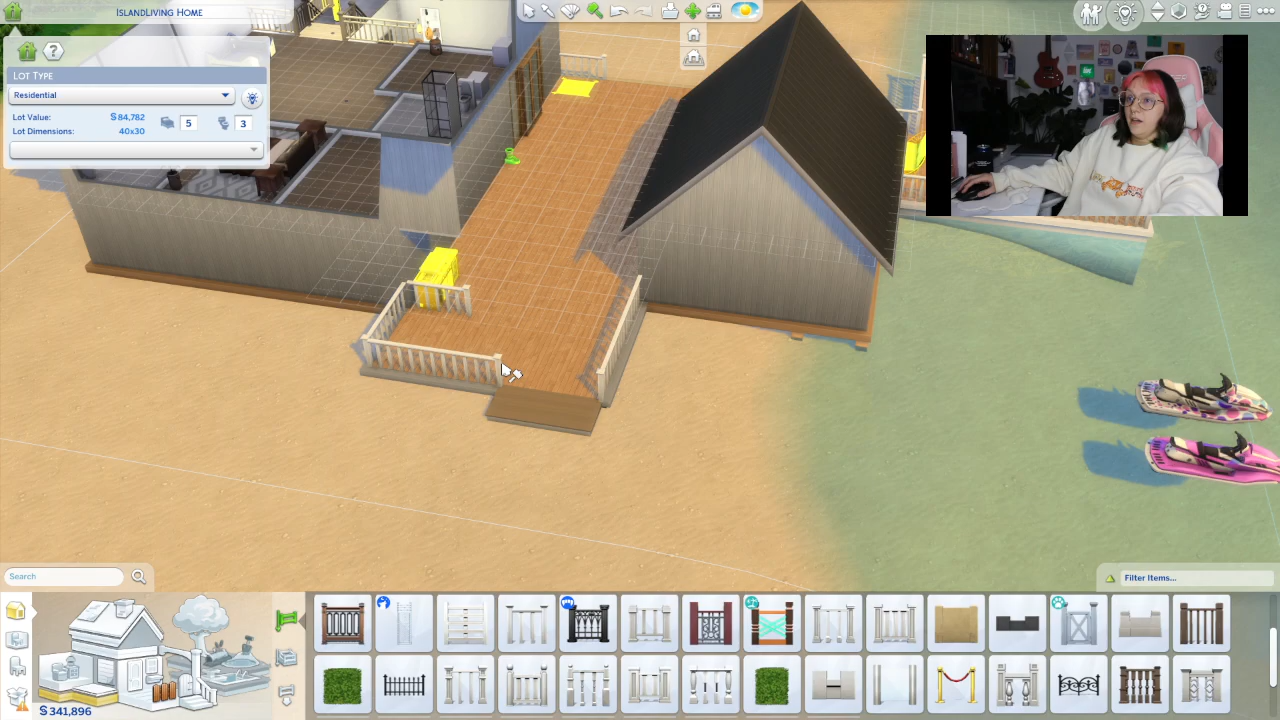 ISLANDLIVING HOME
LOT TYPE
Residential
Lot Value:
§84,782
5
3
Lot Dimensions:
40x30
Search
Filter Items...
§341,896